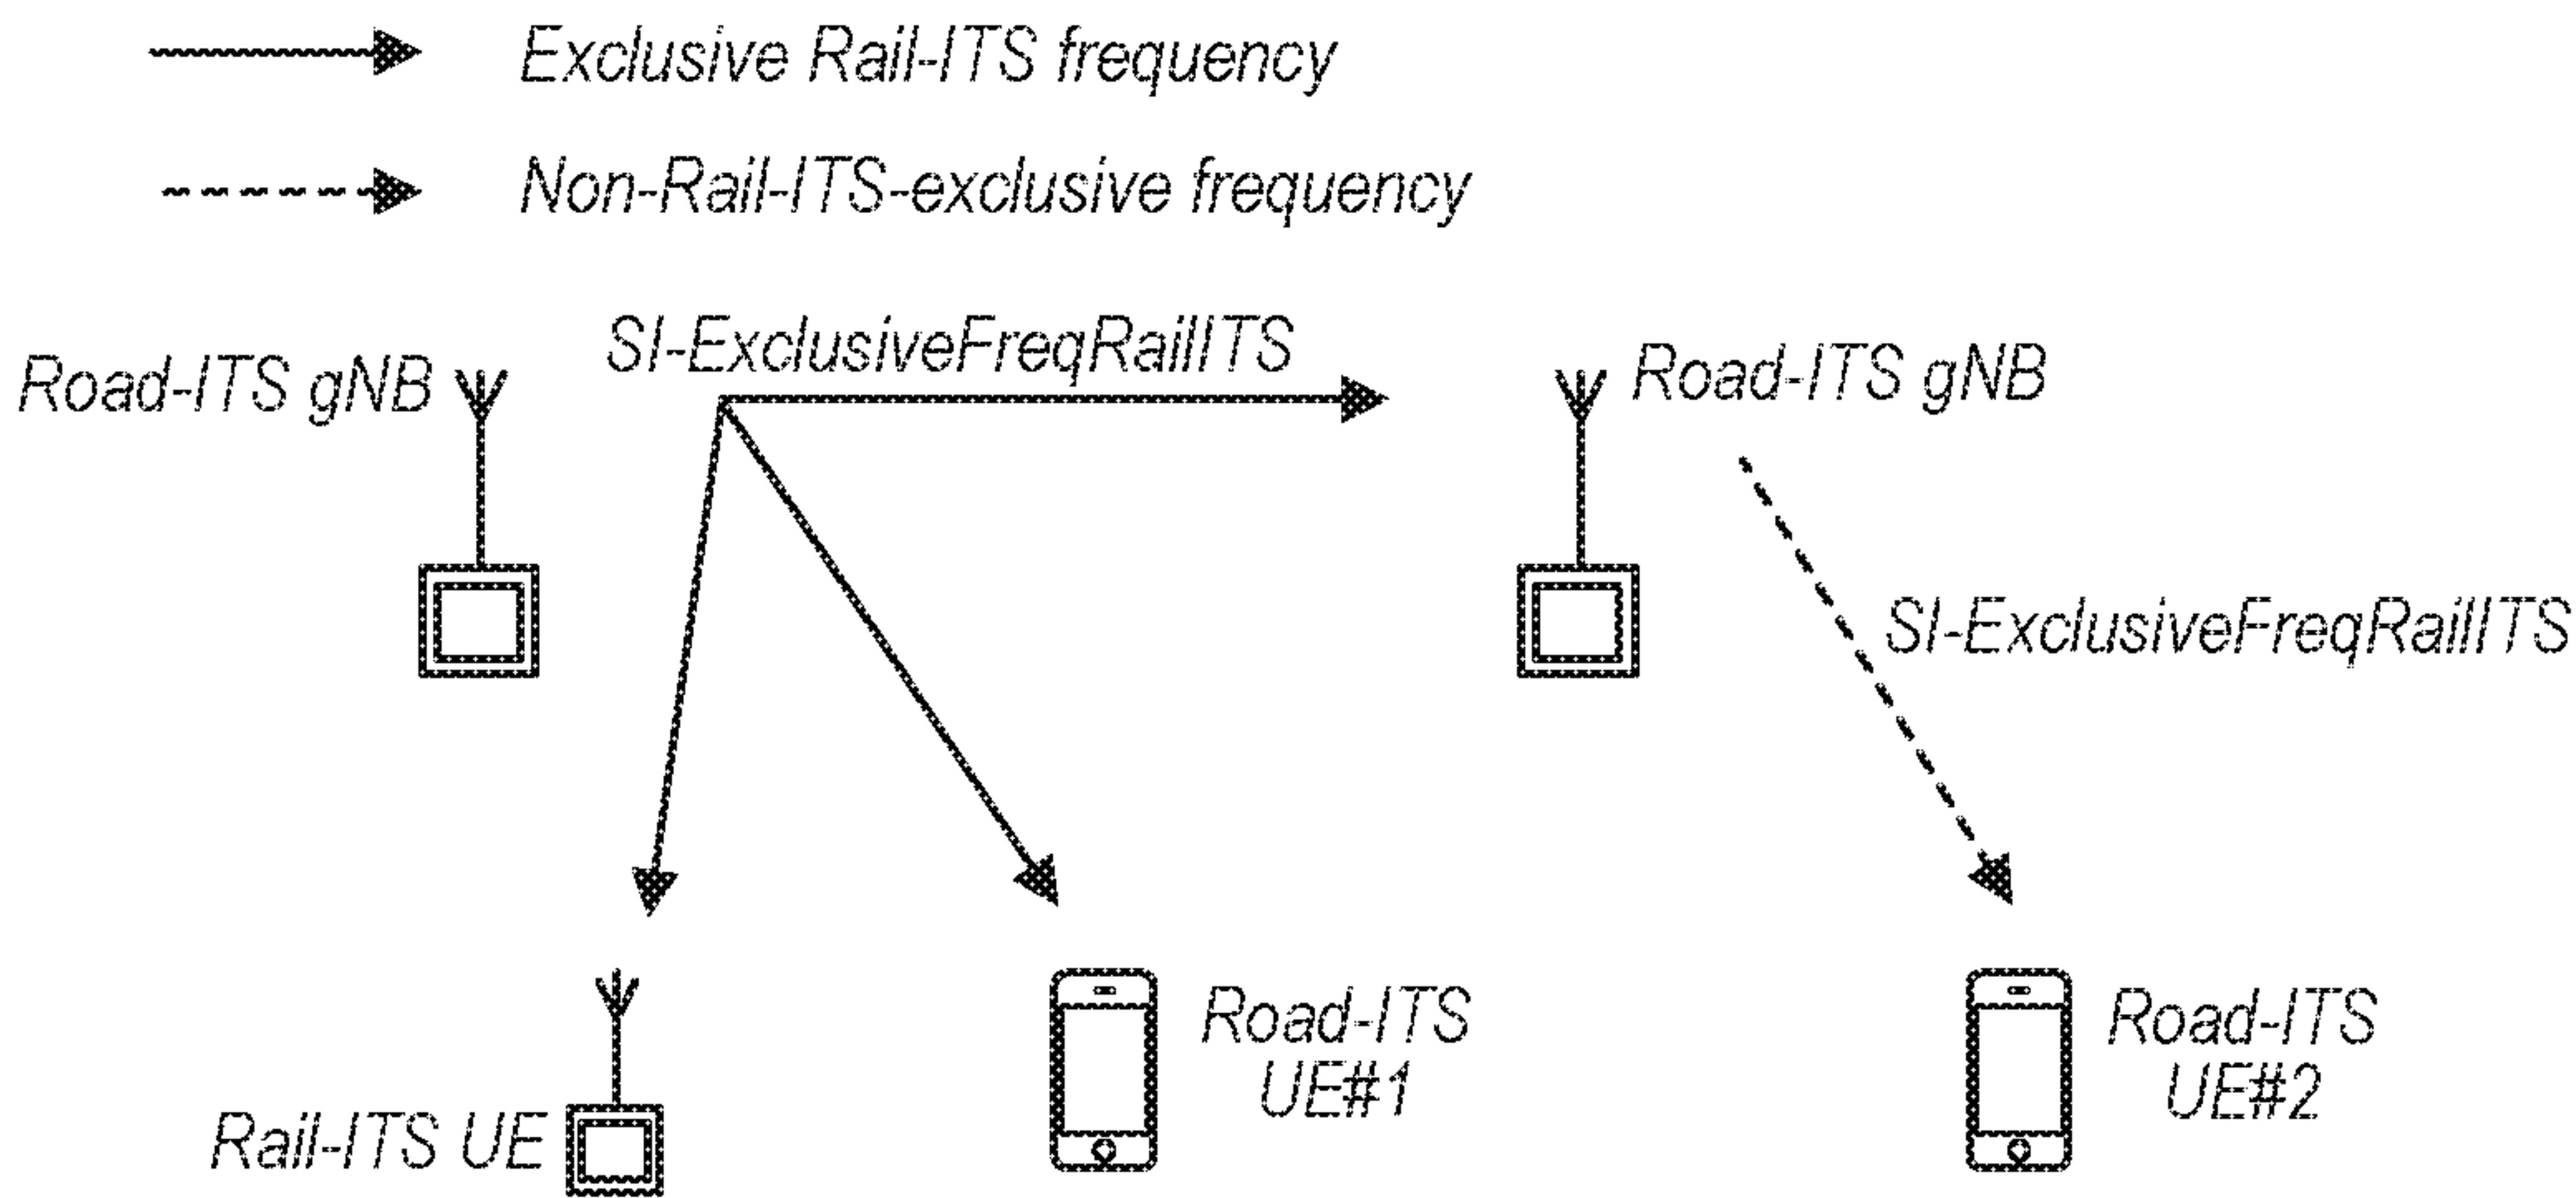 Exclusive Rail-ITS frequency
Non-Rail-ITS-exclusive frequency
Road-ITS gNB
SI-ExclusiveFreqRailITS
Road-ITS gNB
SI-ExclusiveFreqRailITS
Rail-ITS UE
Road-ITS
UE#1
Road-ITS
UE#2